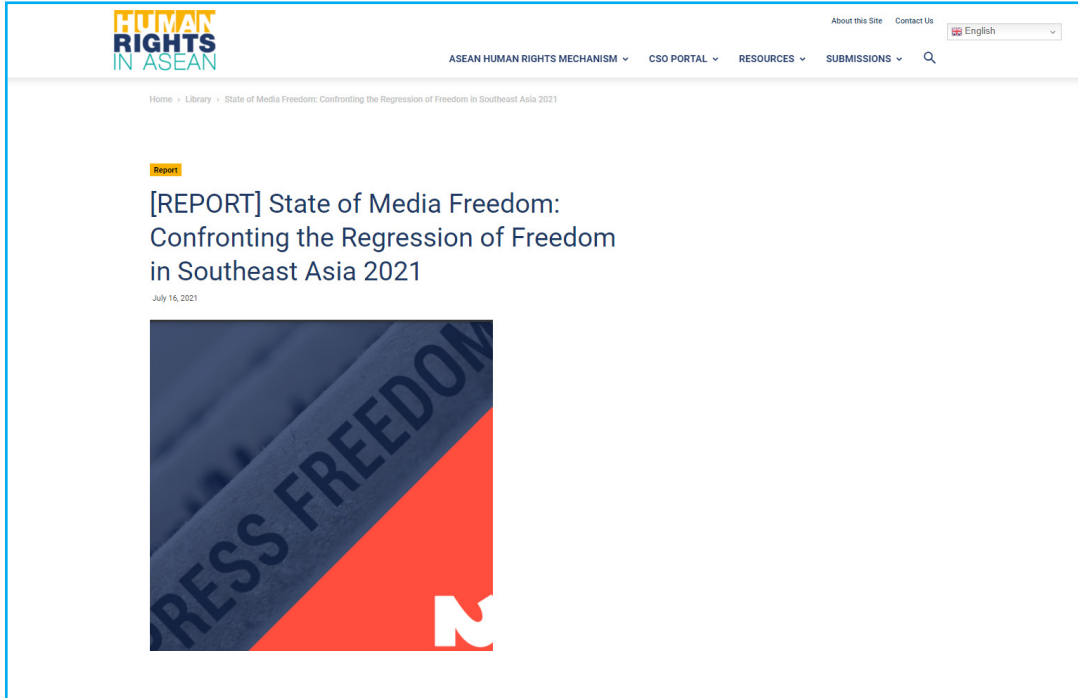 HUMAN
RIGHTS
IN ASEAN
About this Site Contact Us
English
ASEAN HUMAN RIGHTS MECHANISM CSO PORTAL RESOURCES SUBMISSIONS
Home › Library › State of Media Freedom: Confronting the Regression of Freedom in Southeast Asia 2021
Report
[REPORT] State of Media Freedom:
Confronting the Regression of Freedom
in Southeast Asia 2021
July 16, 2021
PRESS FREEDOM